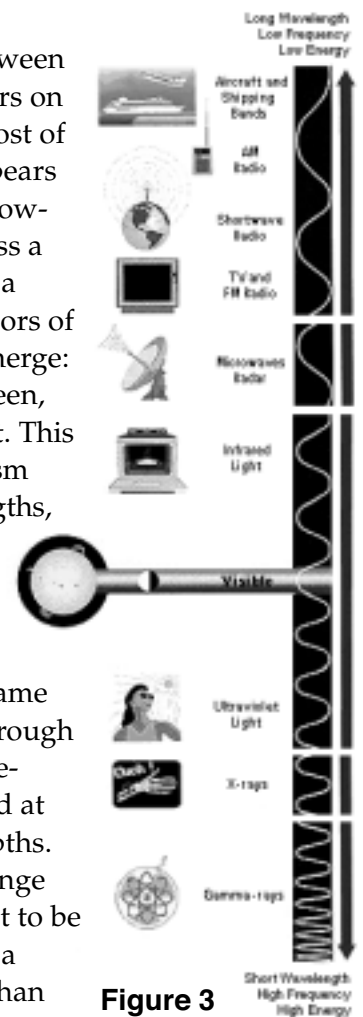 Long Wavelength
Low Frequency
Low Energy
ween
rs on
ost of
pears
ow-
ss a
a
ors of
nerge:
een,
t. This
sm
gths,
ame
rough
e-
d at
oths.
nge
t to be
a
han
Aircraft and
Shipping
Bands
AM
Radio
Shortwave
Radio
TV and
FM Radio
Microwaves
Radar
Infrared
Light
Visible
Ultraviolet
Light
Ouch!
X-rays
Gamma-rays
Short Wavelength
High Frequency
High Energy
Figure 3